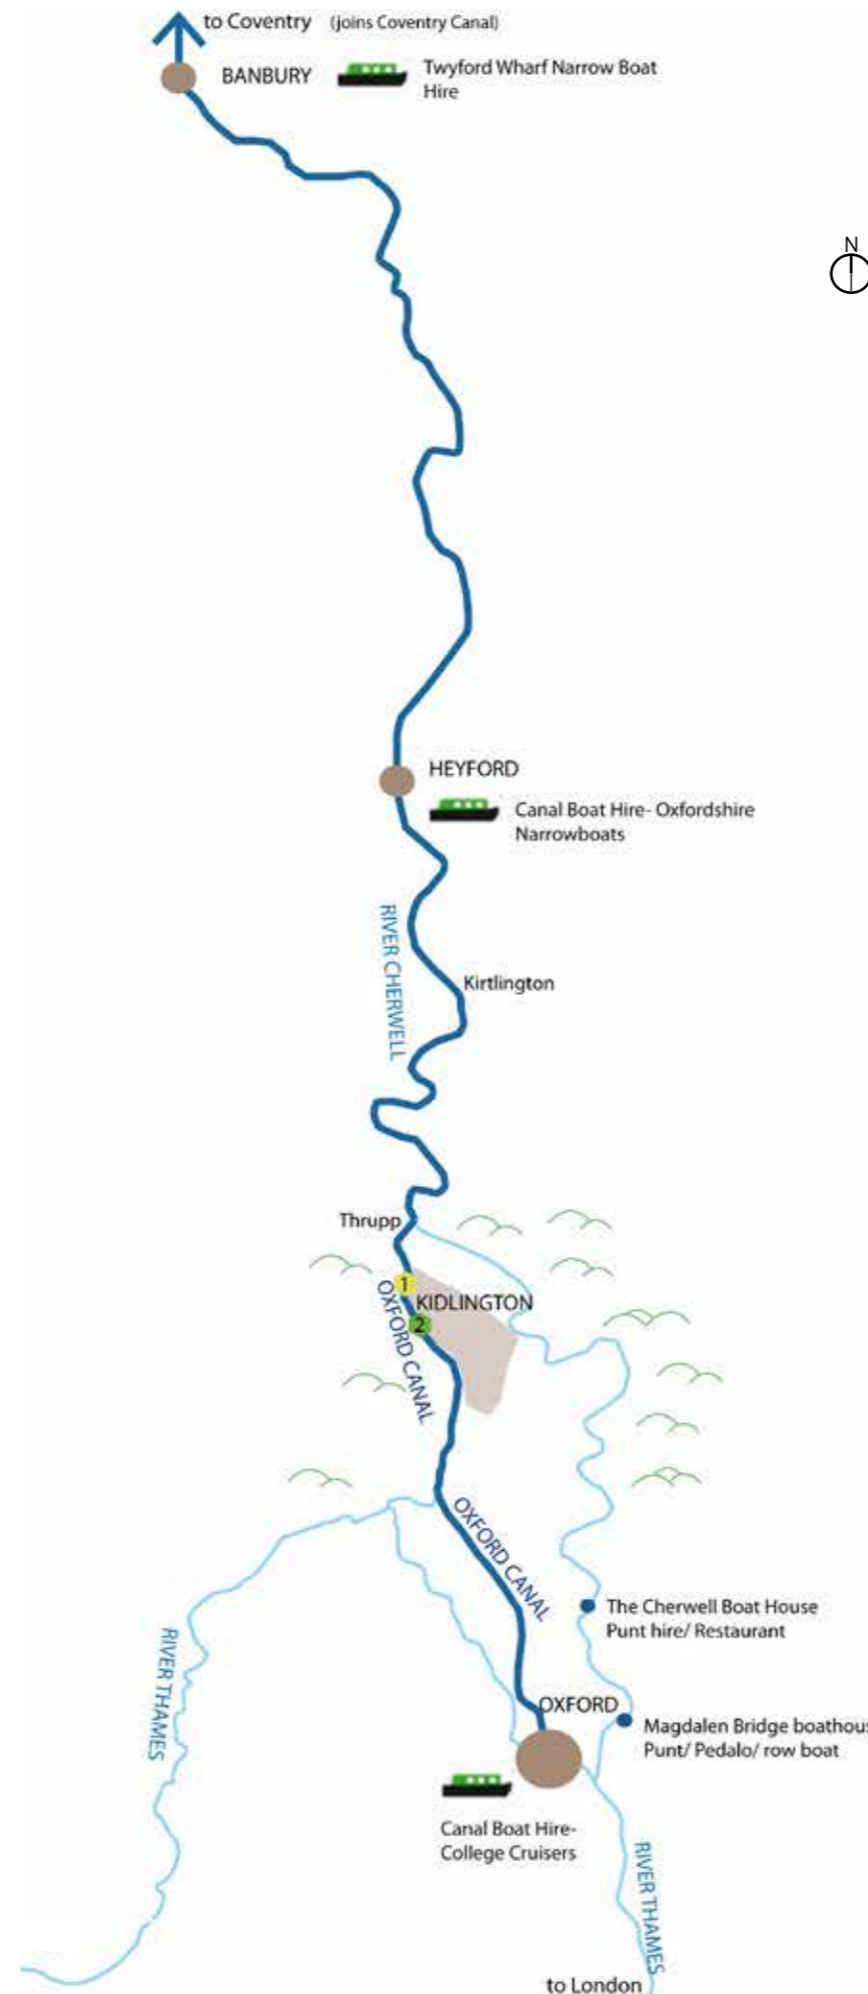 to Coventry (joins Coventry Canal)
BANBURY
Twyford Wharf Narrow Boat
Hire
N
HEYFORD
Canal Boat Hire- Oxfordshire
Narrowboats
RIVER CHERWELL
Kirtlington
Thrupp
1
KIDLINGTON
2
OXFORD CANAL
OXFORD CANAL
The Cherwell Boat House
Punt hire/ Restaurant
RIVER THAMES
OXFORD
Magdalen Bridge boathou
Punt/ Pedalo/ row boat
Canal Boat Hire-
College Cruisers
RIVER THAMES
to London